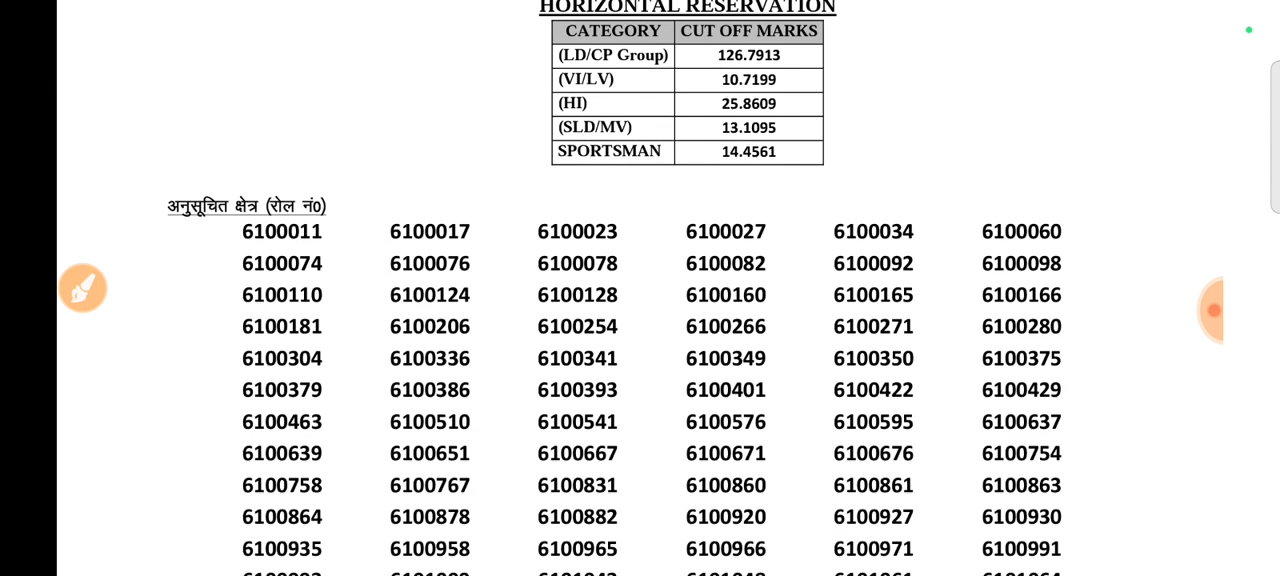 HORIZONTAL RESERVATION
CATEGORY CUT OFF MARKS
(LD/CP Group) 126.7913
(VI/LV) 10.7199
(HI) 25.8609
(SLD/MV) 13.1095
SPORTSMAN 14.4561
अनुसूचित क्षेत्र (रोल नं0)
6100011 6100017 6100023 6100027 6100034 6100060
6100074 6100076 6100078 6100082 6100092 6100098
6100110 6100124 6100128 6100160 6100165 6100166
6100181 6100206 6100254 6100266 6100271 6100280
6100304 6100336 6100341 6100349 6100350 6100375
6100379 6100386 6100393 6100401 6100422 6100429
6100463 6100510 6100541 6100576 6100595 6100637
6100639 6100651 6100667 6100671 6100676 6100754
6100758 6100767 6100831 6100860 6100861 6100863
6100864 6100878 6100882 6100920 6100927 6100930
6100935 6100958 6100965 6100966 6100971 6100991